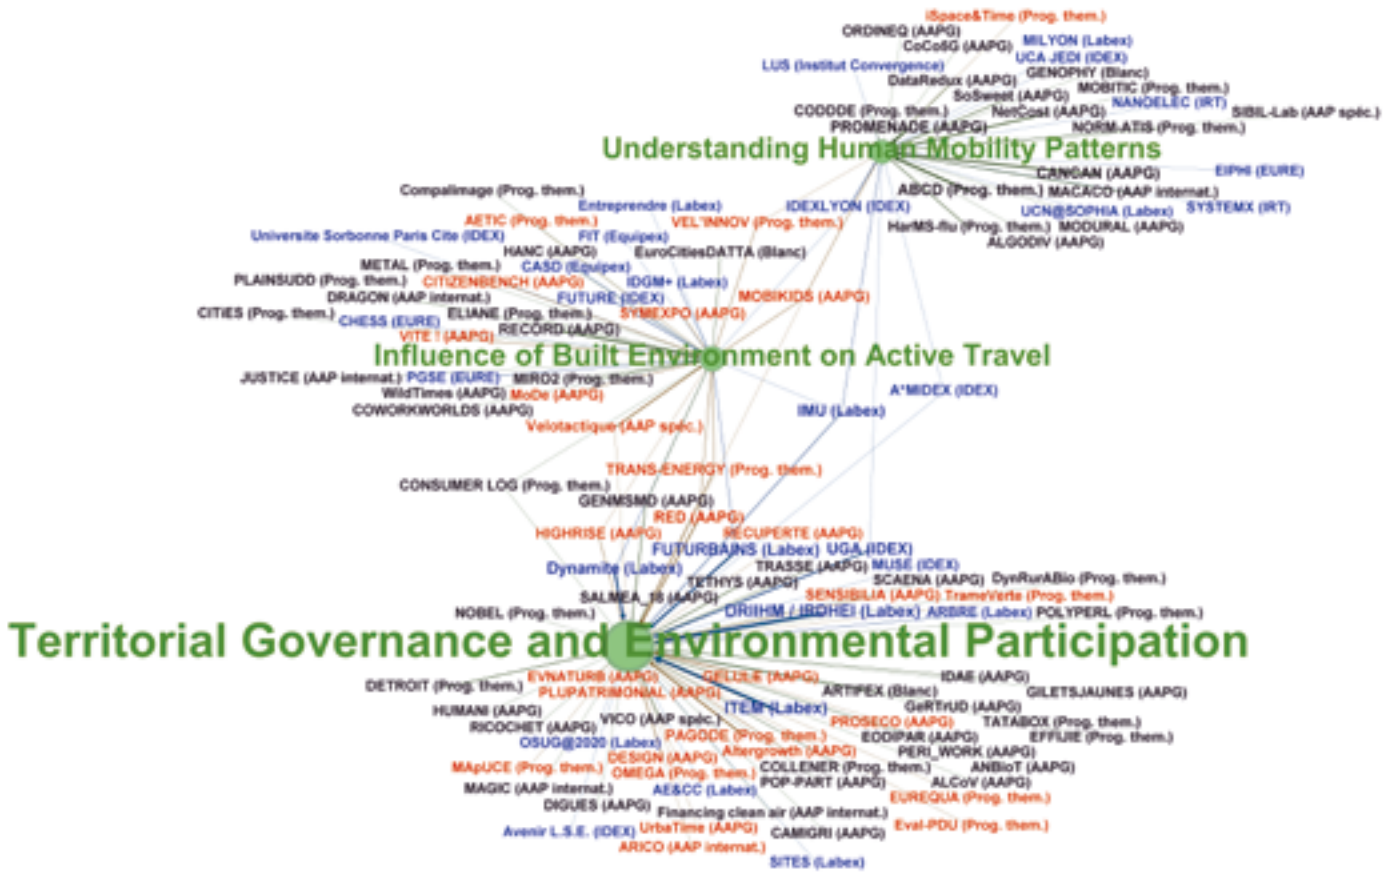 iSpace&Time (Prog. them.)
ORDINEQ (AAPG)
CoCo5G (AAPG) MILYON (Labex)
LUS (Institut Convergence) UCA JEDI (IDEX)
DataRedux (AAPG) GENOPHY (Blanc)
SoSweet (AAPG) MOBITIC (Prog. them.)
CODDDE (Prog. them.) NetCost (AAPG) NANOELEC (IRT) SIBIL-Lab (AAP spéc.)
PROMENADE (AAPG) NORM-ATIS (Prog. them.)
Understanding Human Mobility Patterns
CANCAN (AAPG) EIPHI (EURE)
Compalimage (Prog. them.) ABCD (Prog. them.) MACACO (AAP internat.)
Entreprendre (Labex) IDEXLYON (IDEX) UCN@SOPHIA (Labex) SYSTEMX (IRT)
AETIC (Prog. them.) VEL'INNOV (Prog. them.) HarMS-flu (Prog. them.) MODURAL (AAPG)
Universite Sorbonne Paris Cite (IDEX) FIT (Equipex) ALGODIV (AAPG)
HANC (AAPG) EuroCitiesDATTA (Blanc)
METAL (Prog. them.) CASD (Equipex)
PLAINSUDD (Prog. them.) CITIZENBENCH (AAPG) IDGM+ (Labex)
DRAGON (AAP internat.) FUTURE (IDEX) MOBIKIDS (AAPG)
CITiES (Prog. them.) CHESS (EURE) ELIANE (Prog. them.) SYMEXPO (AAPG)
VITE ! (AAPG) RECORD (AAPG)
Influence of Built Environment on Active Travel
JUSTICE (AAP internat.) PGSE (EURE) MIRO2 (Prog. them.)
WildTimes (AAPG) MoDe (AAPG) A*MIDEX (IDEX)
COWORKWORLDS (AAPG) IMU (Labex)
Velotactique (AAP spéc.)
TRANS-ENERGY (Prog. them.)
CONSUMER LOG (Prog. them.)
GENMSMD (AAPG)
RED (AAPG)
HIGHRISE (AAPG) RECUPERTE (AAPG)
FUTURBAINS (Labex) UGA (IDEX)
Dynamite (Labex) TRASSE (AAPG) MUSE (IDEX)
TETHYS (AAPG) SCAENA (AAPG) DynRurABio (Prog. them.)
SALMEA_18 (AAPG) SENSIBILIA (AAPG) TrameVerte (Prog. them.)
NOBEL (Prog. them.) DRIIHM / IRDHEI (Labex) ARBRE (Labex) POLYPERL (Prog. them.)
Territorial Governance and Environmental Participation
DETROIT (Prog. them.) EVNATURB (AAPG) GELULE (AAPG) IDAE (AAPG)
PLUPATRIMONIAL (AAPG) ARTIFEX (Blanc) GILETSJAUNES (AAPG)
HUMANI (AAPG) ITEM (Labex) GeRTrUD (AAPG)
RICOCHET (AAPG) VICO (AAP spéc.) PROSECO (AAPG) TATABOX (Prog. them.)
OSUG@2020 (Labex) PAGODE (Prog. them.) EODIPAR (AAPG) EFFIJIE (Prog. them.)
DESIGN (AAPG) Altergrowth (AAPG) PERI_WORK (AAPG)
MApUCE (Prog. them.) OMEGA (Prog. them.) COLLENER (Prog. them.) ANBioT (AAPG)
MAGIC (AAP internat.) AE&CC (Labex) POP-PART (AAPG) ALCoV (AAPG)
DIGUES (AAPG) Financing clean air (AAP internat.) EUREQUA (Prog. them.)
Avenir L.S.E. (IDEX) UrbaTime (AAPG) CAMIGRI (AAPG) Eval-PDU (Prog. them.)
ARICO (AAP internat.)
SITES (Labex)